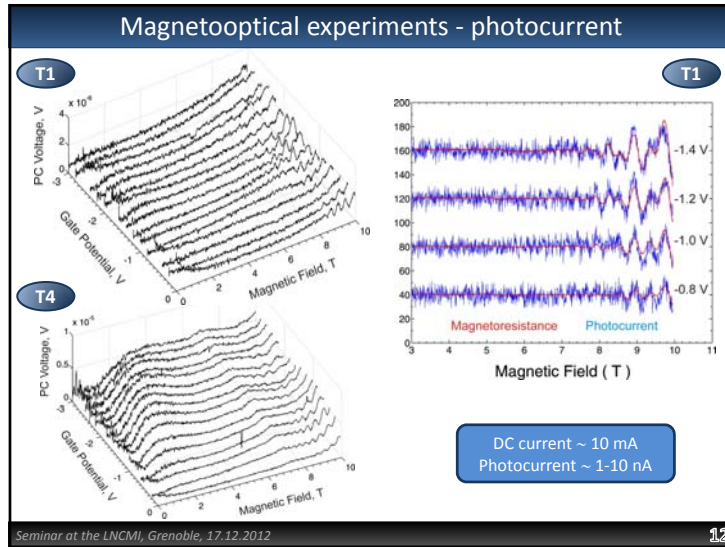 Magnetooptical experiments - photocurrent
T1
x 10⁻⁶
4
2
0
PC Voltage, V
-3
-2
-1
0
Gate Potential, V
0
2
4
6
8
10
Magnetic Field, T
T4
x 10⁻⁵
1
0.5
0
PC Voltage, V
-3
-2
-1
0
Gate Potential, V
0
2
4
6
8
10
Magnetic Field, T
T1
200
180
160
140
120
100
80
60
40
20
0
-1.4 V
-1.2 V
-1.0 V
-0.8 V
Magnetoresistance Photocurrent
3 4 5 6 7 8 9 10 11
Magnetic Field ( T )
DC current ~ 10 mA
Photocurrent ~ 1-10 nA
Seminar at the LNCMI, Grenoble, 17.12.2012
12